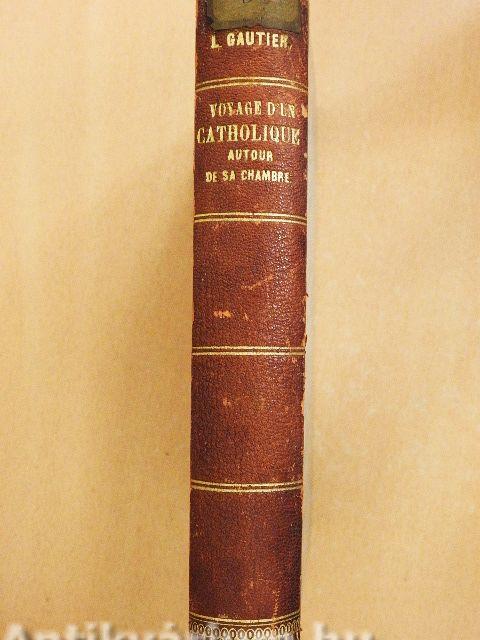 L. GAUTIER.
VOYAGE D'UN
CATHOLIQUE
AUTOUR
DE SA CHAMBRE.